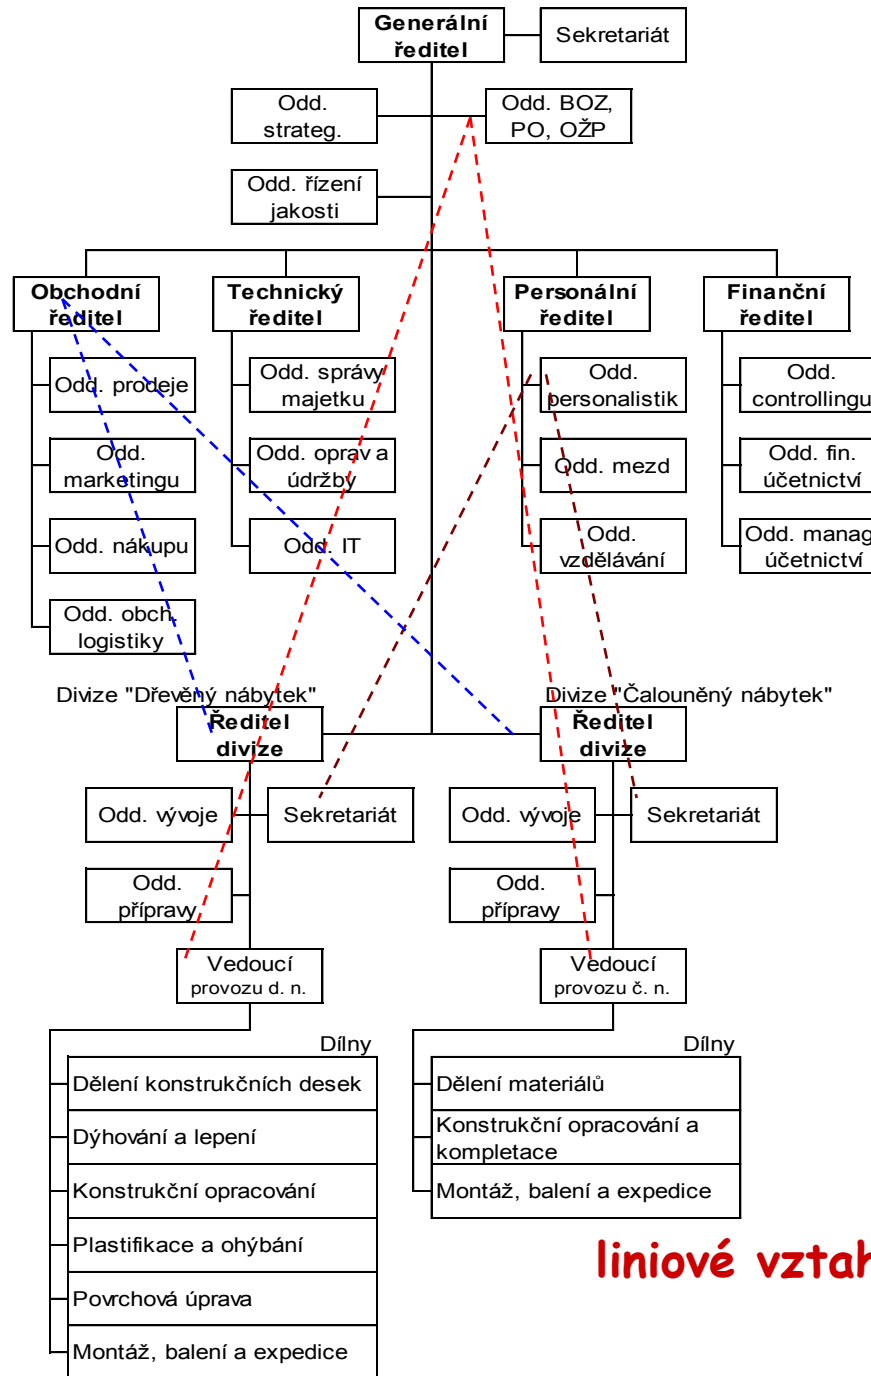 Generální
ředitel
Sekretariát
Odd.
strateg.
Odd. BOZ,
PO, OŽP
Odd. řízení
jakosti
Obchodní
ředitel
Technický
ředitel
Personální
ředitel
Finanční
ředitel
Odd. prodeje
Odd. správy
majetku
Odd.
personalistik
Odd.
controllingu
Odd.
marketingu
Odd. oprav a
údržby
Odd. mezd
Odd. fin.
účetnictví
Odd. nákupu
Odd. IT
Odd.
vzdělávání
Odd. manag
účetnictví
Odd. obch.
logistiky
Divize "Dřevěný nábytek"
Divize "Čalouněný nábytek"
Ředitel
divize
Ředitel
divize
Odd. vývoje
Sekretariát
Odd. vývoje
Sekretariát
Odd.
přípravy
Odd.
přípravy
Vedoucí
provozu d. n.
Vedoucí
provozu č. n.
Dílny
Dílny
Dělení konstrukčních desek
Dýhování a lepení
Konstrukční opracování
Plastifikace a ohýbání
Povrchová úprava
Montáž, balení a expedice
Dělení materiálů
Konstrukční opracování a
kompletace
Montáž, balení a expedice
liniové vztah